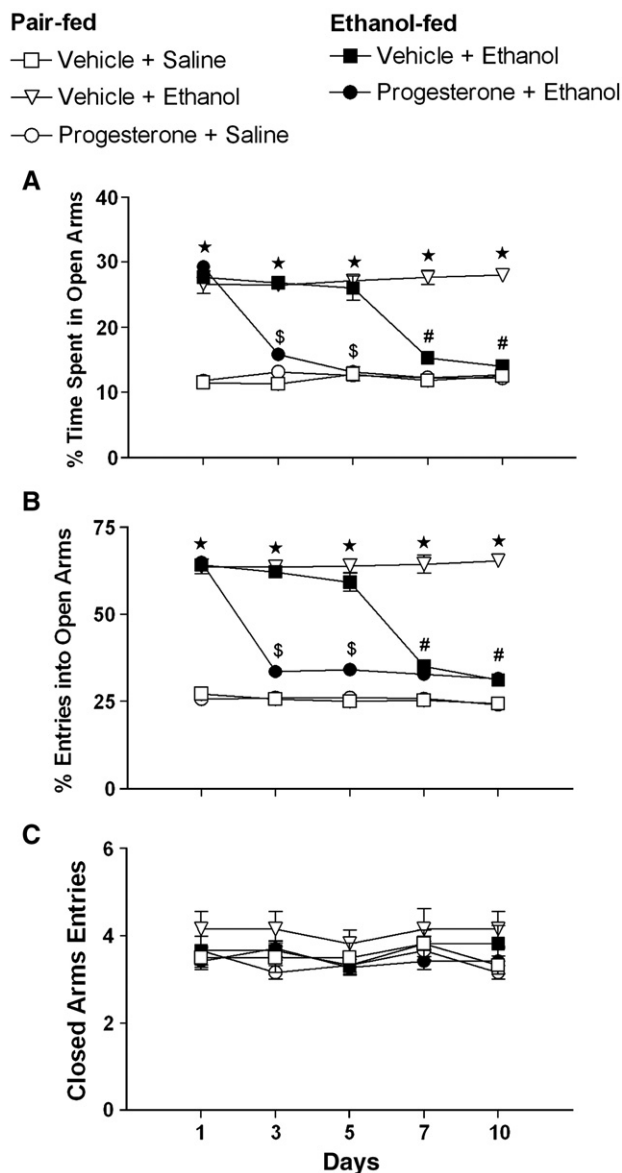 Pair-fed
Vehicle + Saline
Vehicle + Ethanol
Progesterone + Saline
Ethanol-fed
Vehicle + Ethanol
Progesterone + Ethanol
A
% Time Spent in Open Arms
40
30
20
10
0
$
$
#
#
B
% Entries into Open Arms
75
50
25
0
$
$
#
#
C
Closed Arms Entries
6
4
2
0
1 3 5 7 10
Days